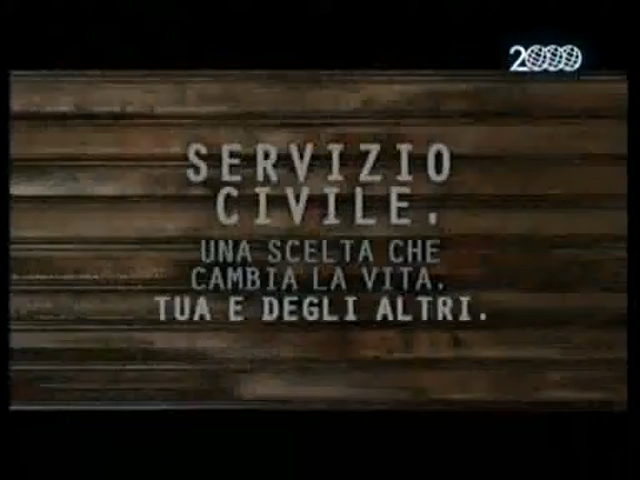 2000
SERVIZIO
CIVILE.
UNA SCELTA CHE
CAMBIA LA VITA.
TUA E DEGLI ALTRI.